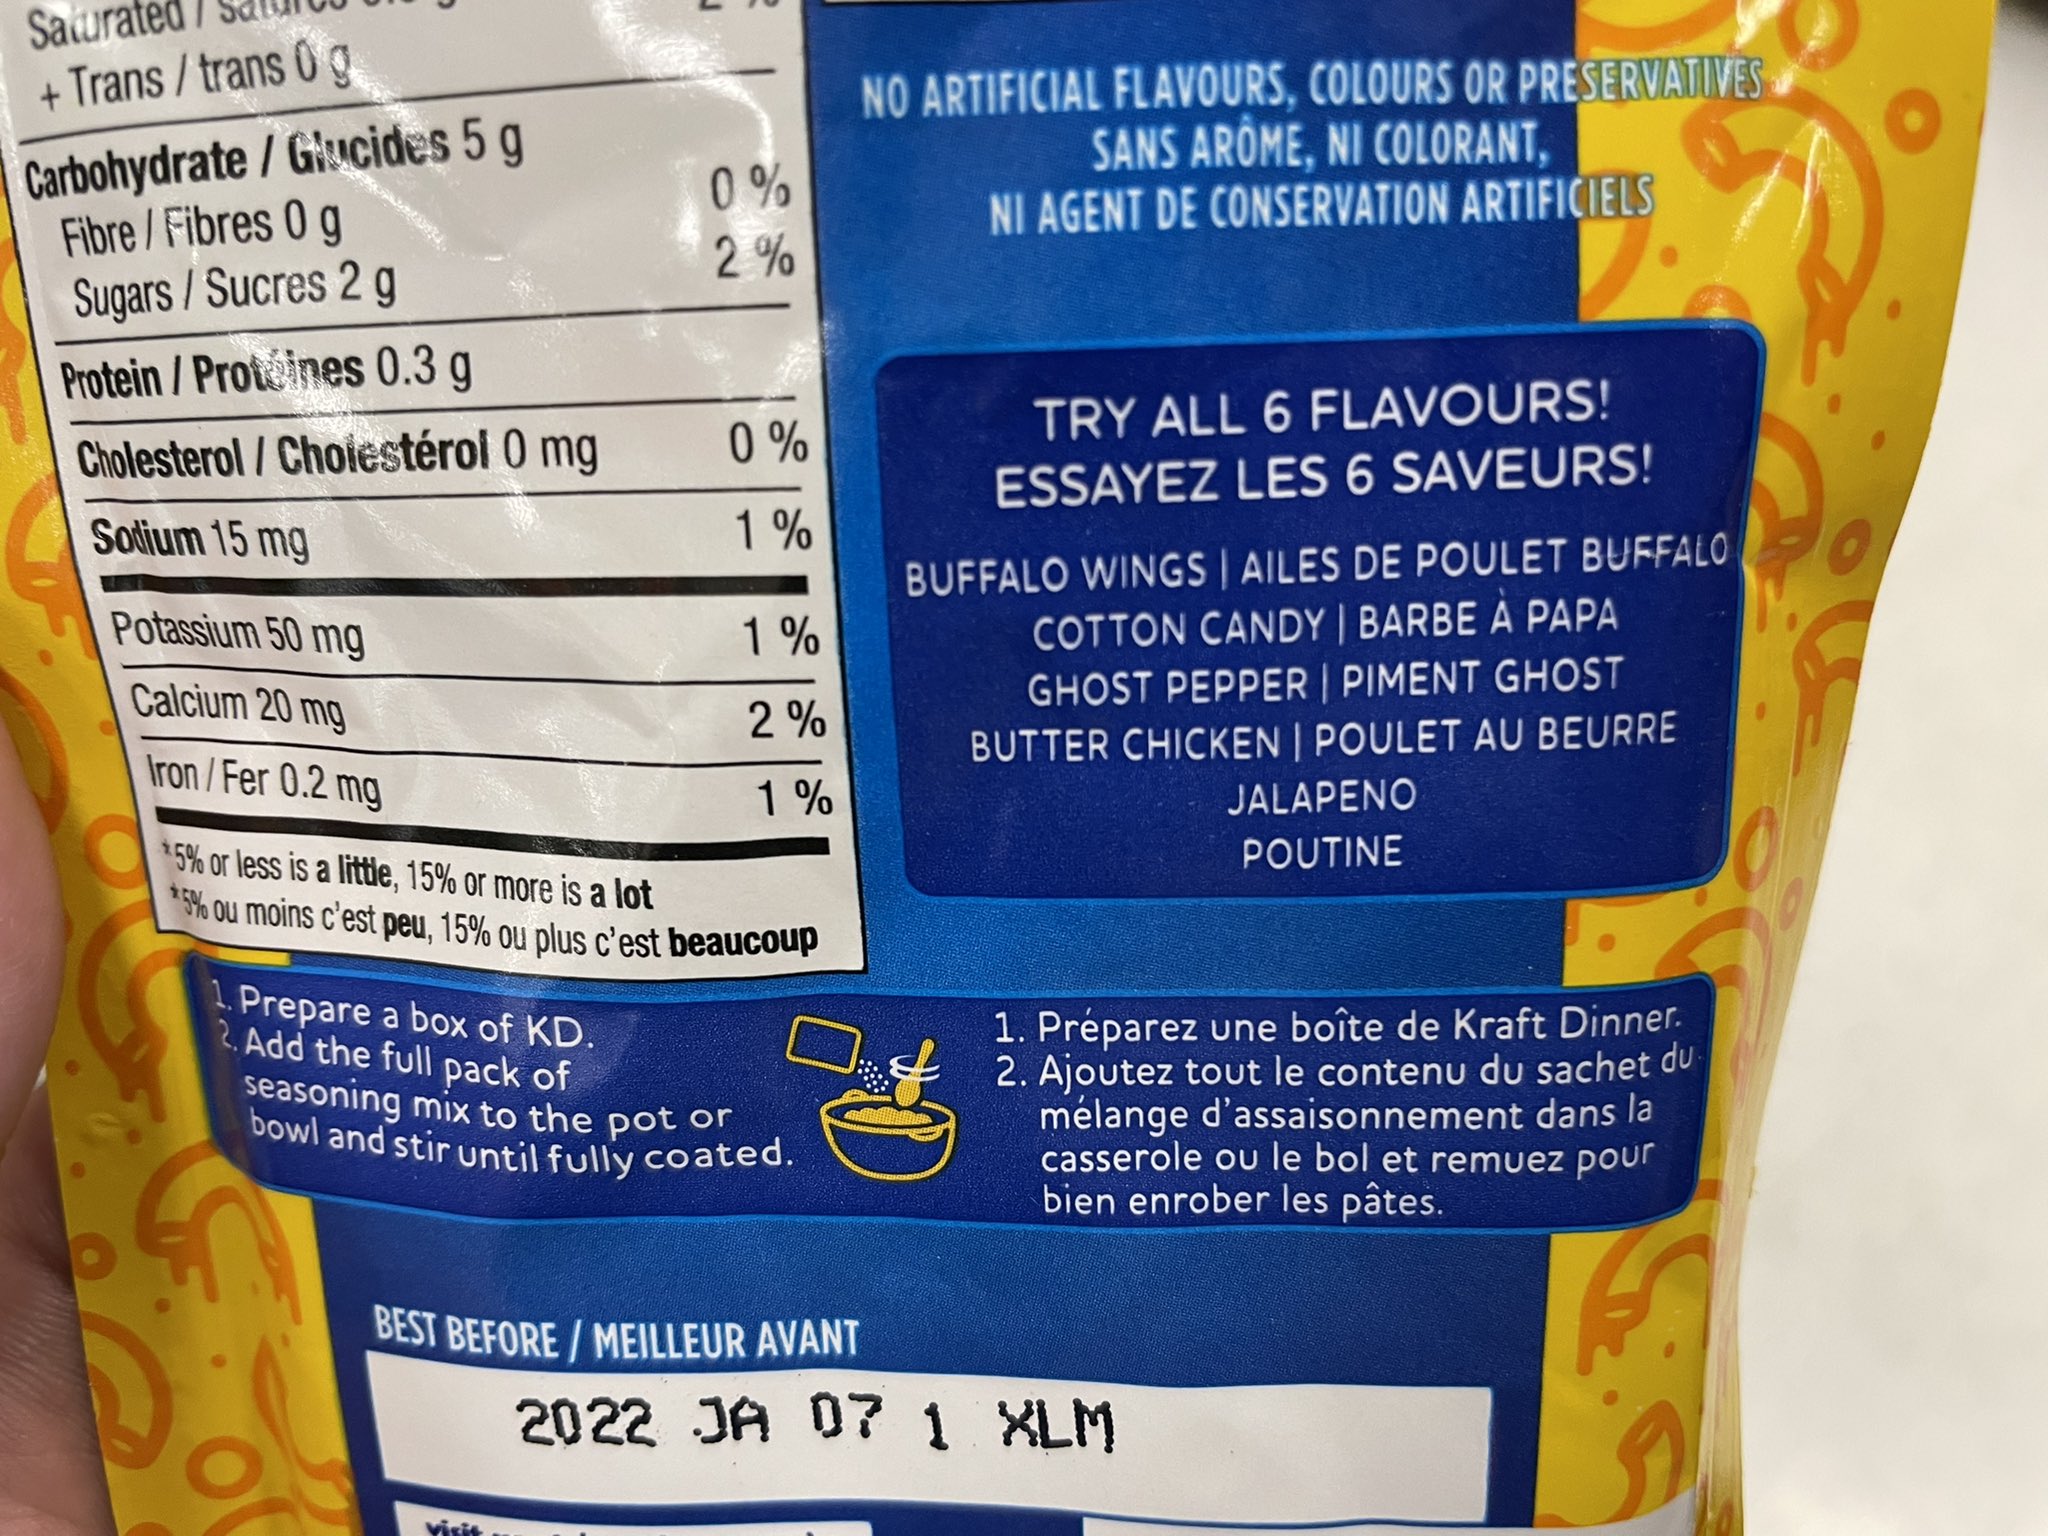 Saturated /
+ Trans / trans 0 g
Carbohydrate / Glucides 5 g
Fibre / Fibres 0 g 0 %
Sugars / Sucres 2 g 2 %
Protein / Protéines 0.3 g
Cholesterol / Cholestérol 0 mg 0 %
Sodium 15 mg 1 %
Potassium 50 mg 1 %
Calcium 20 mg 2 %
Iron / Fer 0.2 mg 1 %
*5% or less is a little, 15% or more is a lot
*5% ou moins c'est peu, 15% ou plus c'est beaucoup
NO ARTIFICIAL FLAVOURS, COLOURS OR PRESERVATIVES
SANS ARÔME, NI COLORANT,
NI AGENT DE CONSERVATION ARTIFICIELS
TRY ALL 6 FLAVOURS!
ESSAYEZ LES 6 SAVEURS!
BUFFALO WINGS | AILES DE POULET BUFFALO
COTTON CANDY | BARBE À PAPA
GHOST PEPPER | PIMENT GHOST
BUTTER CHICKEN | POULET AU BEURRE
JALAPENO
POUTINE
1. Prepare a box of KD.
2. Add the full pack of
seasoning mix to the pot or
bowl and stir until fully coated.
1. Préparez une boîte de Kraft Dinner.
2. Ajoutez tout le contenu du sachet du
mélange d'assaisonnement dans la
casserole ou le bol et remuez pour
bien enrober les pâtes.
BEST BEFORE / MEILLEUR AVANT
2022 JA 07 1 XLM
visit